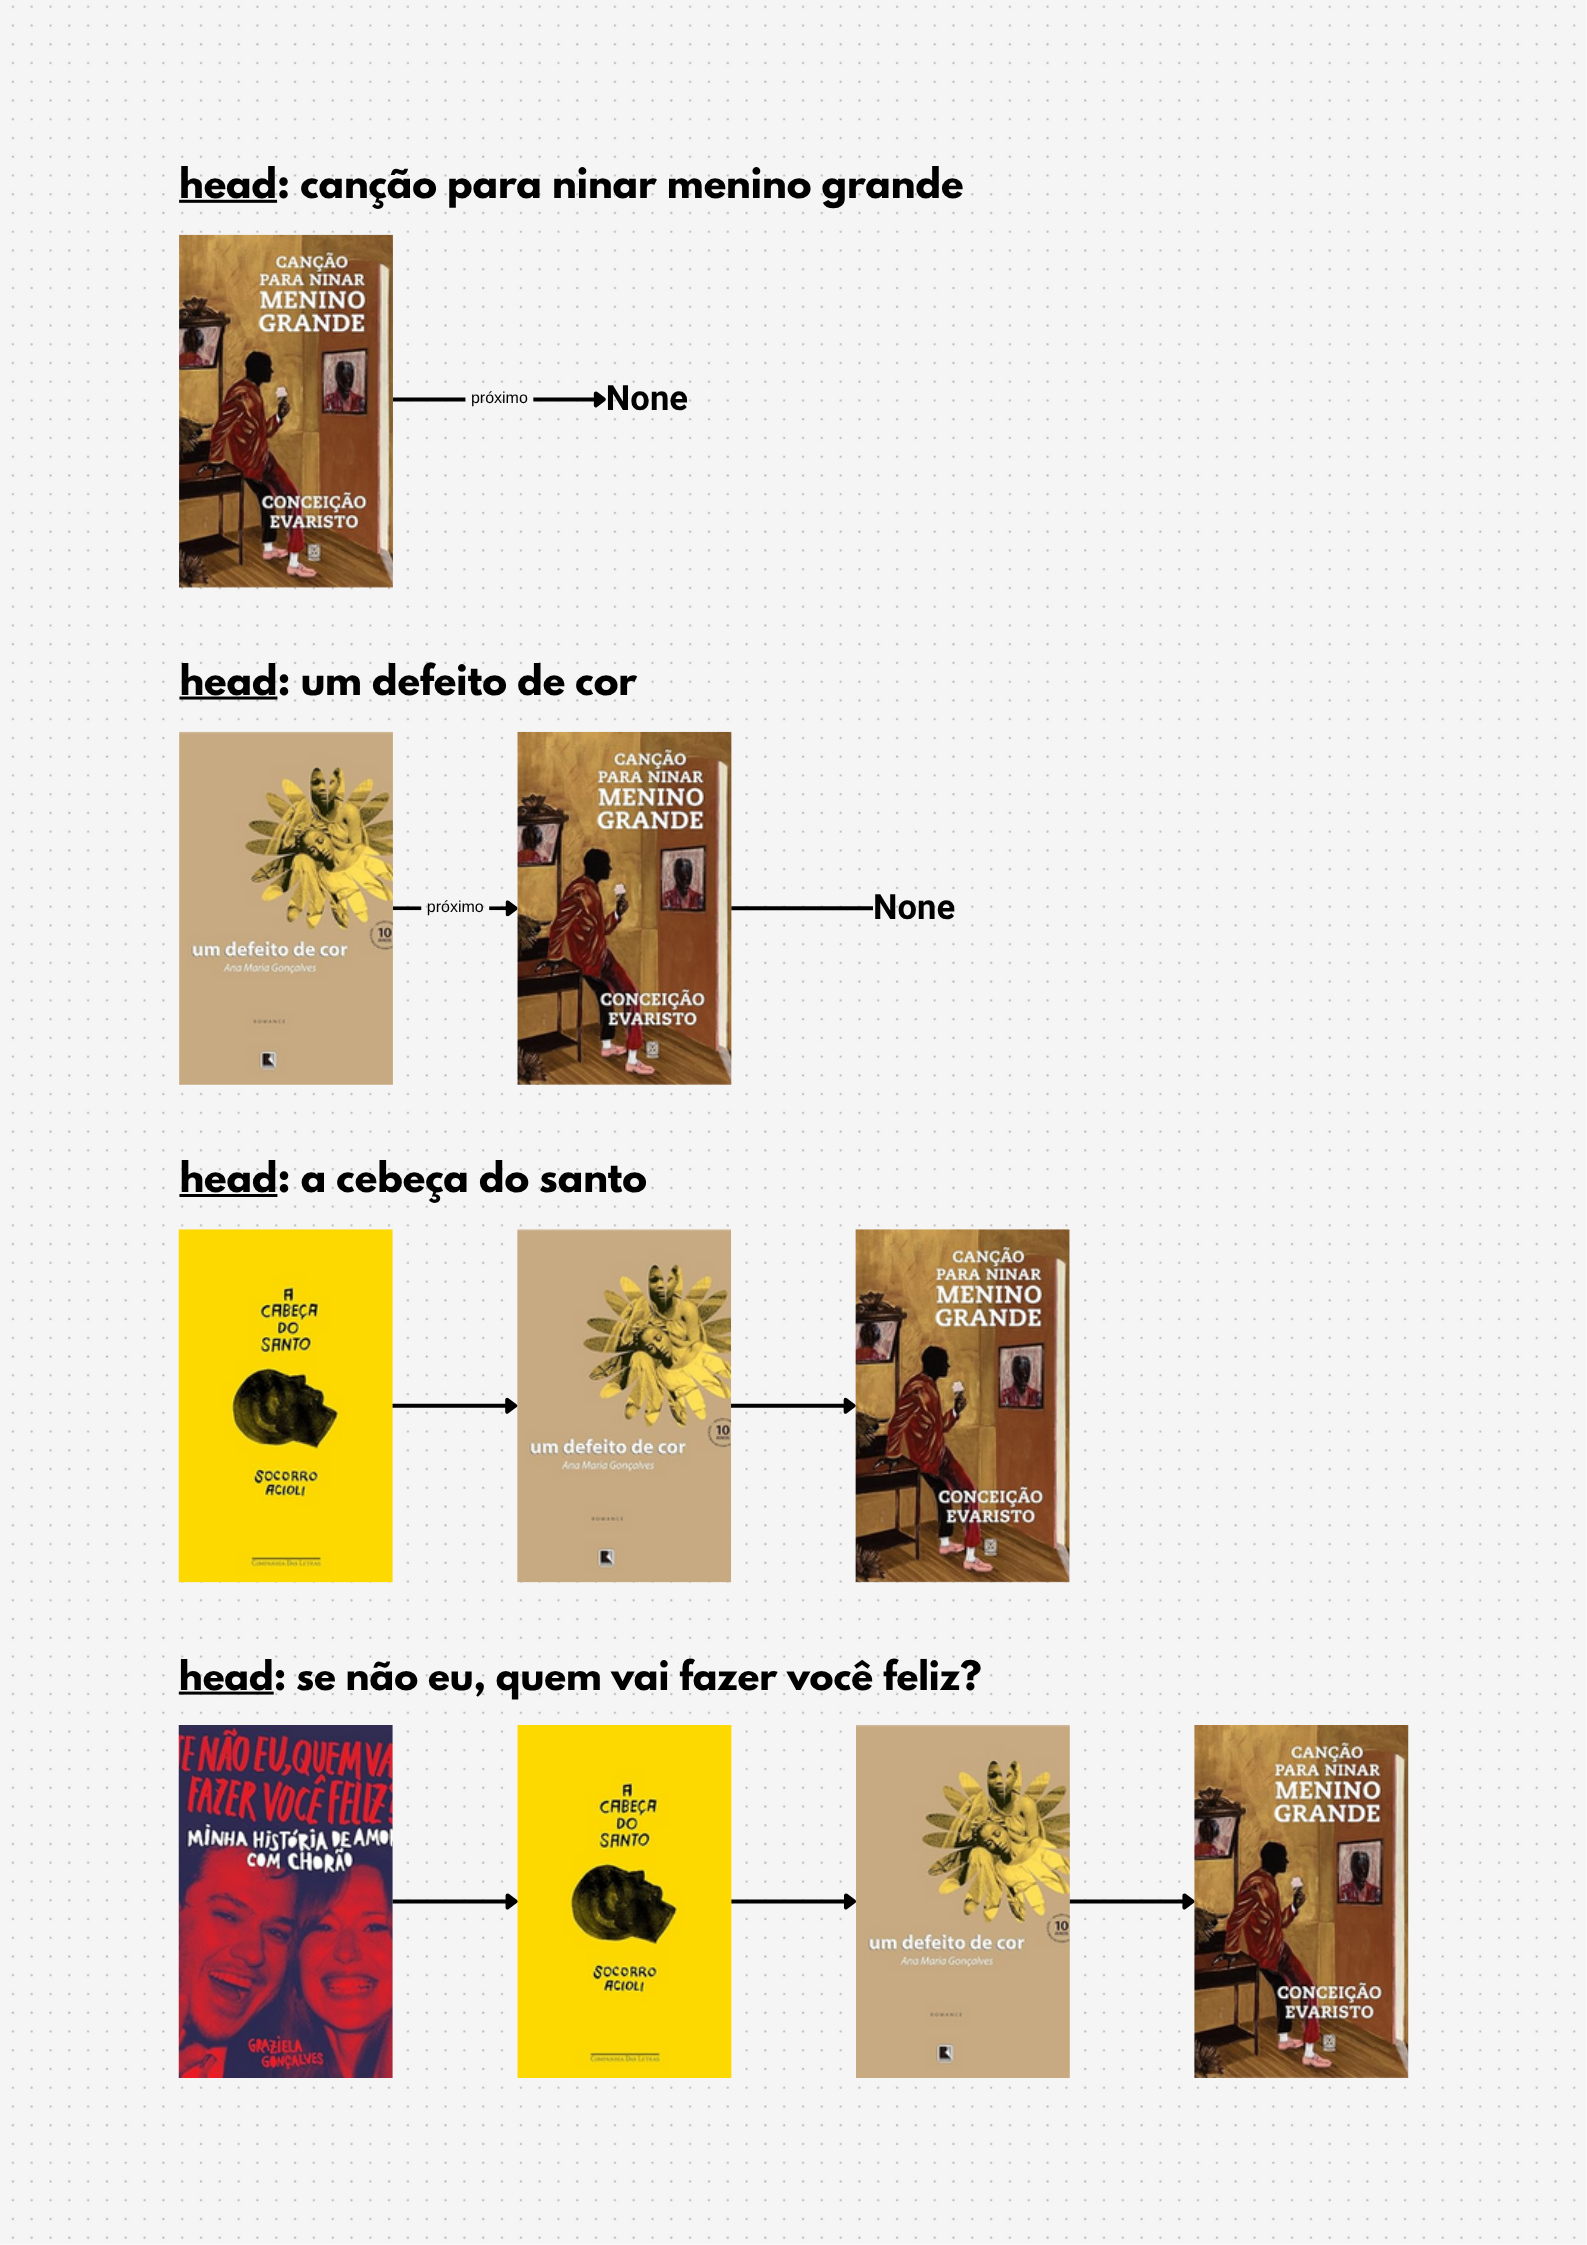 head: canção para ninar menino grande
CANÇÃO
PARA NINAR
MENINO
GRANDE
próximo
None
CONCEIÇÃO
EVARISTO
head: um defeito de cor
10
um defeito de cor
Ana Maria Gonçalves
ROMANCE
próximo
CANÇÃO
PARA NINAR
MENINO
GRANDE
CONCEIÇÃO
EVARISTO
None
head: a cebeça do santo
A
CABEÇA
DO
SANTO
SOCORRO
ACIOLI
COMPANHIA DAS LETRAS
10
um defeito de cor
Ana Maria Gonçalves
ROMANCE
CANÇÃO
PARA NINAR
MENINO
GRANDE
CONCEIÇÃO
EVARISTO
head: se não eu, quem vai fazer você feliz?
E NÃO EU, QUEM VA
FAZER VOCÊ FELIZ?
MINHA HISTÓRIA DE AMO
COM CHORÃO
GRAZIELA
GONÇALVES
A
CABEÇA
DO
SANTO
SOCORRO
ACIOLI
COMPANHIA DAS LETRAS
10
um defeito de cor
Ana Maria Gonçalves
ROMANCE
CANÇÃO
PARA NINAR
MENINO
GRANDE
CONCEIÇÃO
EVARISTO